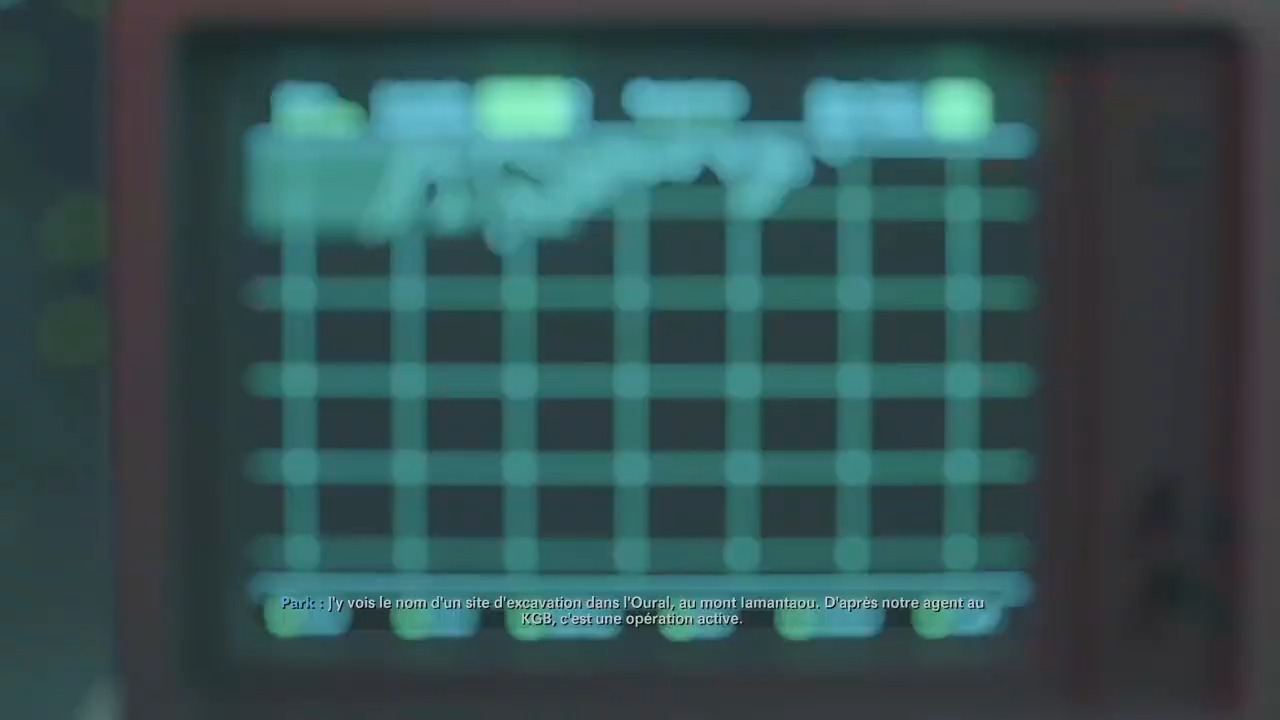 Park : J'y vois le nom d'un site d'excavation dans l'Oural, au mont Iamantaou. D'après notre agent au
KGB, c'est une opération active.